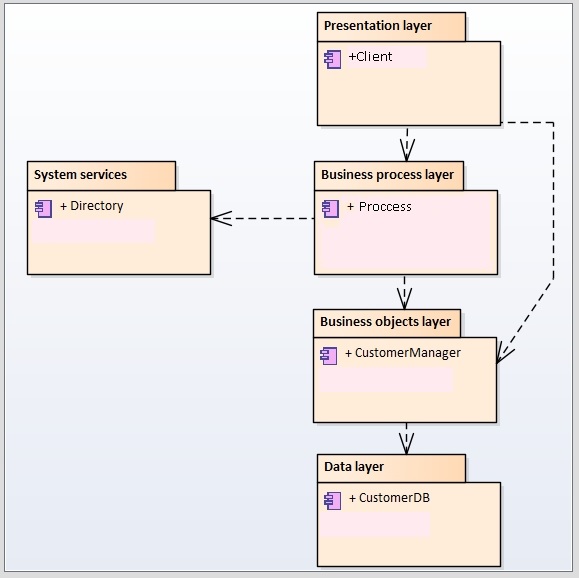 Presentation layer
+Client
System services
+ Directory
Business process layer
+ Proccess
Business objects layer
+ CustomerManager
Data layer
+ CustomerDB